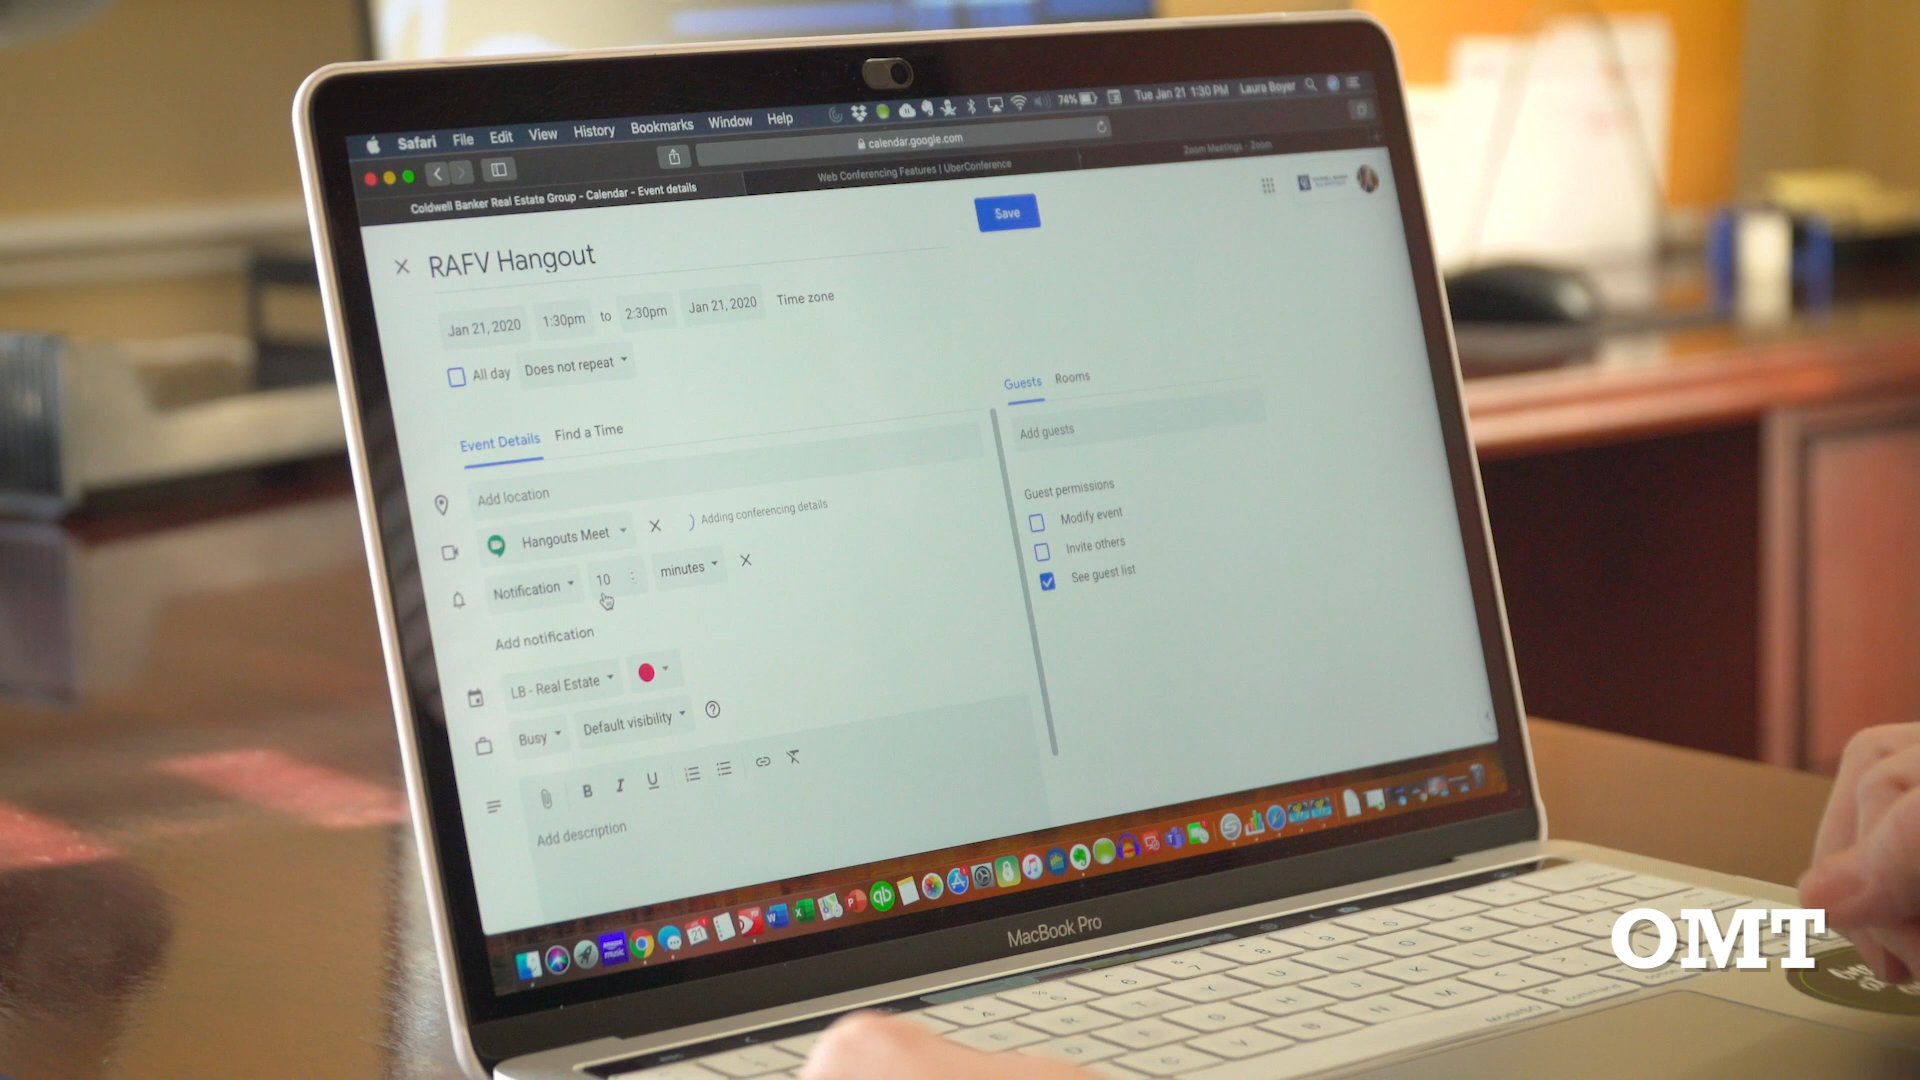 Safari File Edit View History Bookmarks Window Help 74% Tue Jan 21 1:30 PM Laura Boyer
calendar.google.com
Coldwell Banker Real Estate Group - Calendar - Event details Web Conferencing Features | UberConference Zoom Meetings - Zoom
RAFV Hangout Save
Jan 21, 2020 1:30pm to 2:30pm Jan 21, 2020 Time zone
All day Does not repeat
Event Details Find a Time
Guests Rooms
Add location
Add guests
Hangouts Meet Adding conferencing details
Guest permissions
Notification 10 minutes
Modify event
Invite others
Add notification
See guest list
LB - Real Estate
Busy Default visibility
B I U
Add description
MacBook Pro
OMT